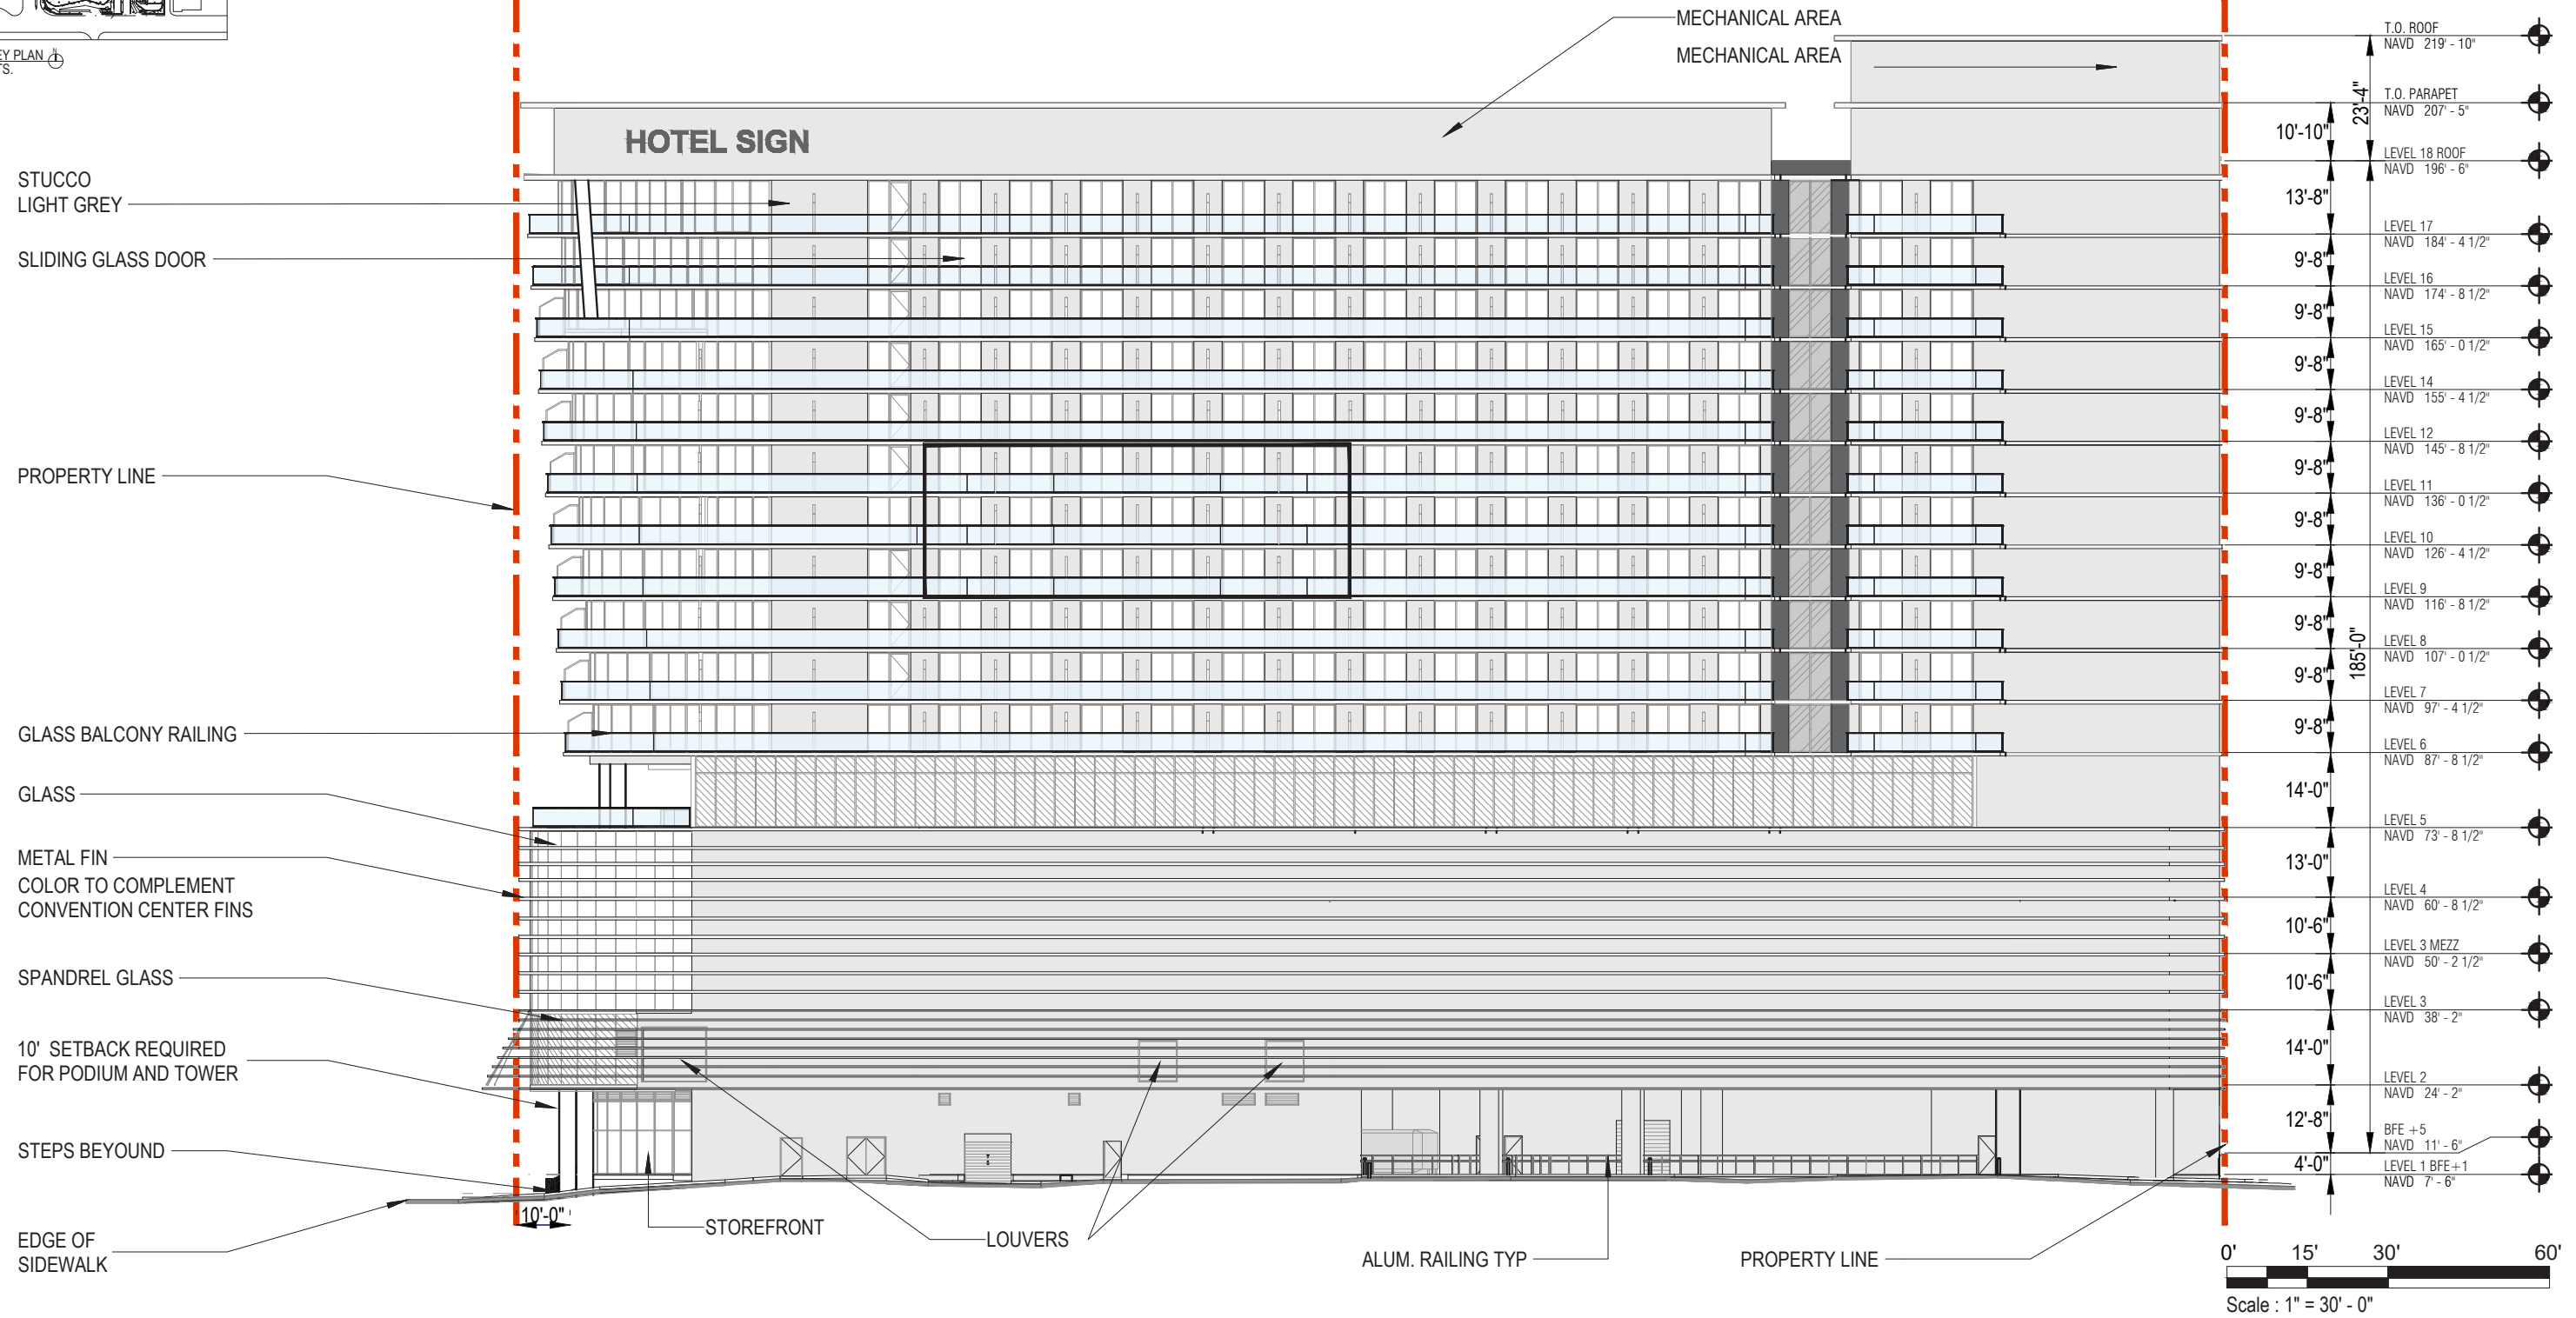 EY PLAN
TS.
N
MECHANICAL AREA
MECHANICAL AREA
HOTEL SIGN
STUCCO
LIGHT GREY
SLIDING GLASS DOOR
PROPERTY LINE
GLASS BALCONY RAILING
GLASS
METAL FIN
COLOR TO COMPLEMENT
CONVENTION CENTER FINS
SPANDREL GLASS
10' SETBACK REQUIRED
FOR PODIUM AND TOWER
STEPS BEYOUND
EDGE OF
SIDEWALK
10'-0"
STOREFRONT
LOUVERS
ALUM. RAILING TYP
PROPERTY LINE
23'-4"
185'-0"
10'-10"
13'-8"
9'-8"
9'-8"
9'-8"
9'-8"
9'-8"
9'-8"
9'-8"
9'-8"
9'-8"
9'-8"
14'-0"
13'-0"
10'-6"
10'-6"
14'-0"
12'-8"
4'-0"
T.O. ROOF
NAVD 219' - 10"
T.O. PARAPET
NAVD 207' - 5"
LEVEL 18 ROOF
NAVD 196' - 6"
LEVEL 17
NAVD 184' - 4 1/2"
LEVEL 16
NAVD 174' - 8 1/2"
LEVEL 15
NAVD 165' - 0 1/2"
LEVEL 14
NAVD 155' - 4 1/2"
LEVEL 12
NAVD 145' - 8 1/2"
LEVEL 11
NAVD 136' - 0 1/2"
LEVEL 10
NAVD 126' - 4 1/2"
LEVEL 9
NAVD 116' - 8 1/2"
LEVEL 8
NAVD 107' - 0 1/2"
LEVEL 7
NAVD 97' - 4 1/2"
LEVEL 6
NAVD 87' - 8 1/2"
LEVEL 5
NAVD 73' - 8 1/2"
LEVEL 4
NAVD 60' - 8 1/2"
LEVEL 3 MEZZ
NAVD 50' - 2 1/2"
LEVEL 3
NAVD 38' - 2"
LEVEL 2
NAVD 24' - 2"
BFE +5
NAVD 11' - 6"
LEVEL 1 BFE+1
NAVD 7' - 6"
0' 15' 30' 60'
Scale : 1" = 30' - 0"